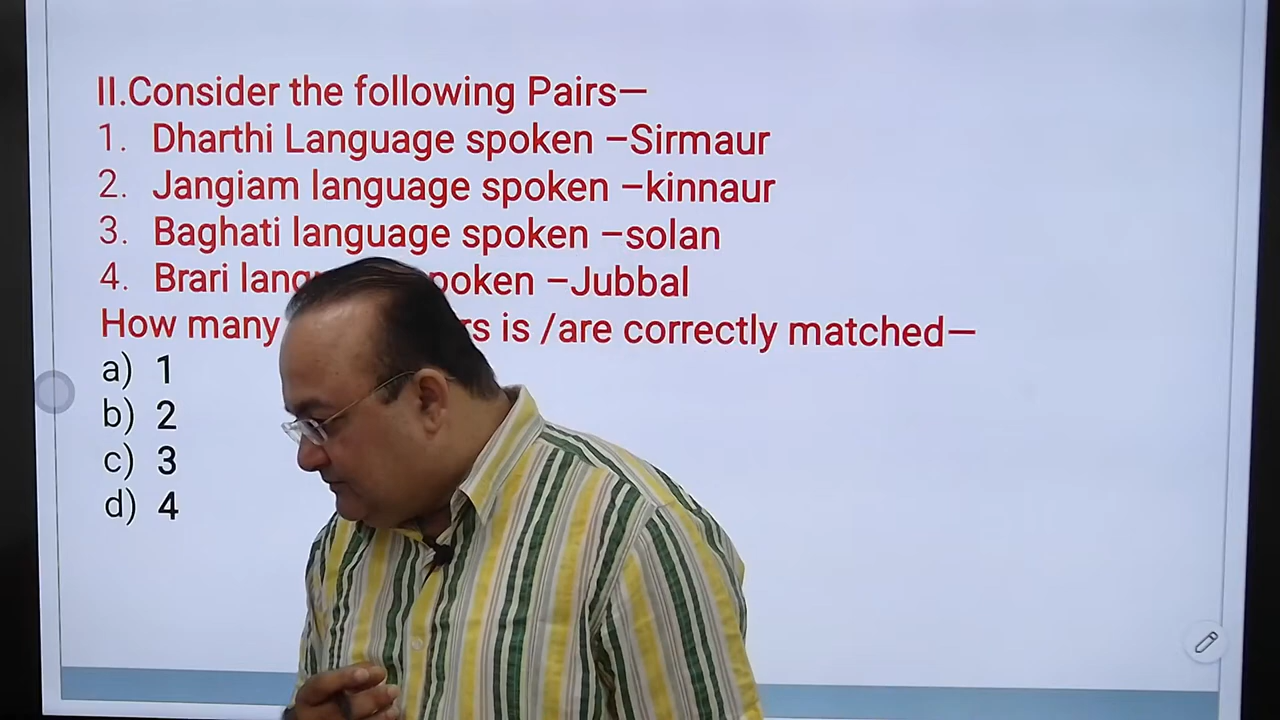 II.Consider the following Pairs—
1. Dharthi Language spoken –Sirmaur
2. Jangiam language spoken –kinnaur
3. Baghati language spoken –solan
4. Brari –Jubbal
How many is /are correctly matched—
a) 1
b) 2
c) 3
d) 4